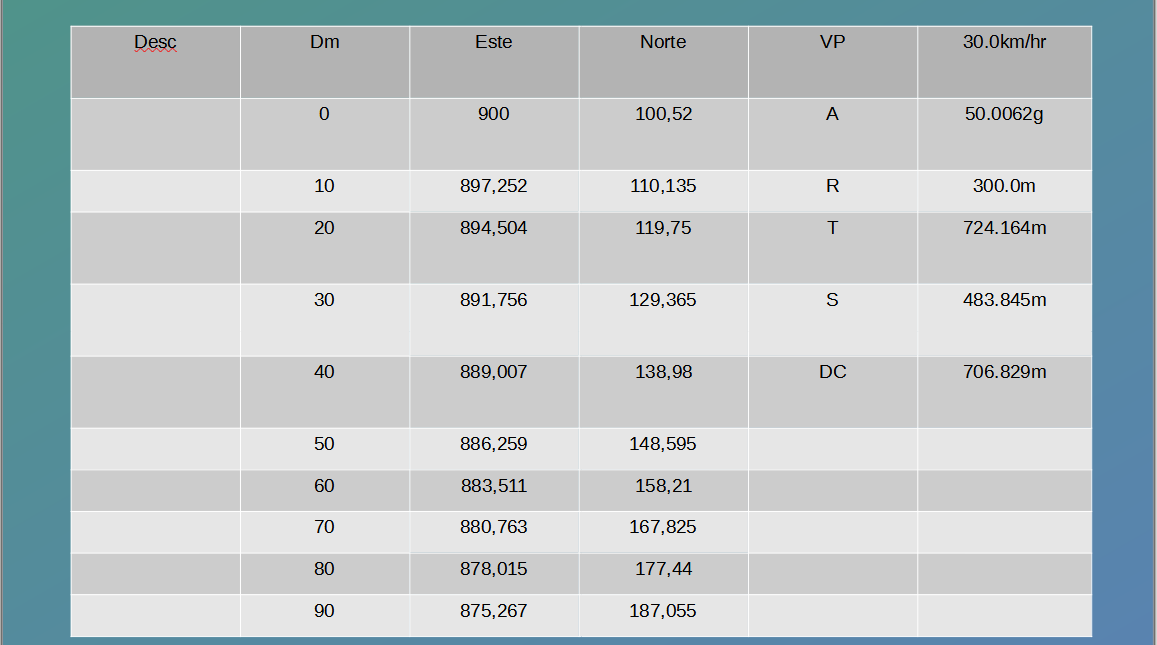 Desc Dm Este Norte VP 30.0km/hr
0 900 100,52 A 50.0062g
10 897,252 110,135 R 300.0m
20 894,504 119,75 T 724.164m
30 891,756 129,365 S 483.845m
40 889,007 138,98 DC 706.829m
50 886,259 148,595
60 883,511 158,21
70 880,763 167,825
80 878,015 177,44
90 875,267 187,055